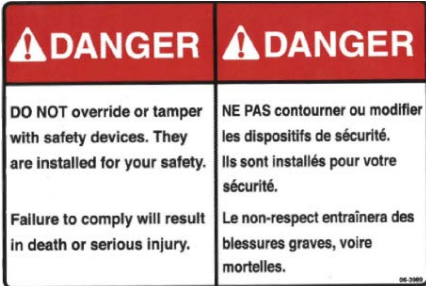 DANGER
DO NOT override or tamper
with safety devices. They
are installed for your safety.
Failure to comply will result
in death or serious injury.
DANGER
NE PAS contourner ou modifier
les dispositifs de sécurité.
Ils sont installés pour votre
sécurité.
Le non-respect entraînera des
blessures graves, voire
mortelles.
06-3989